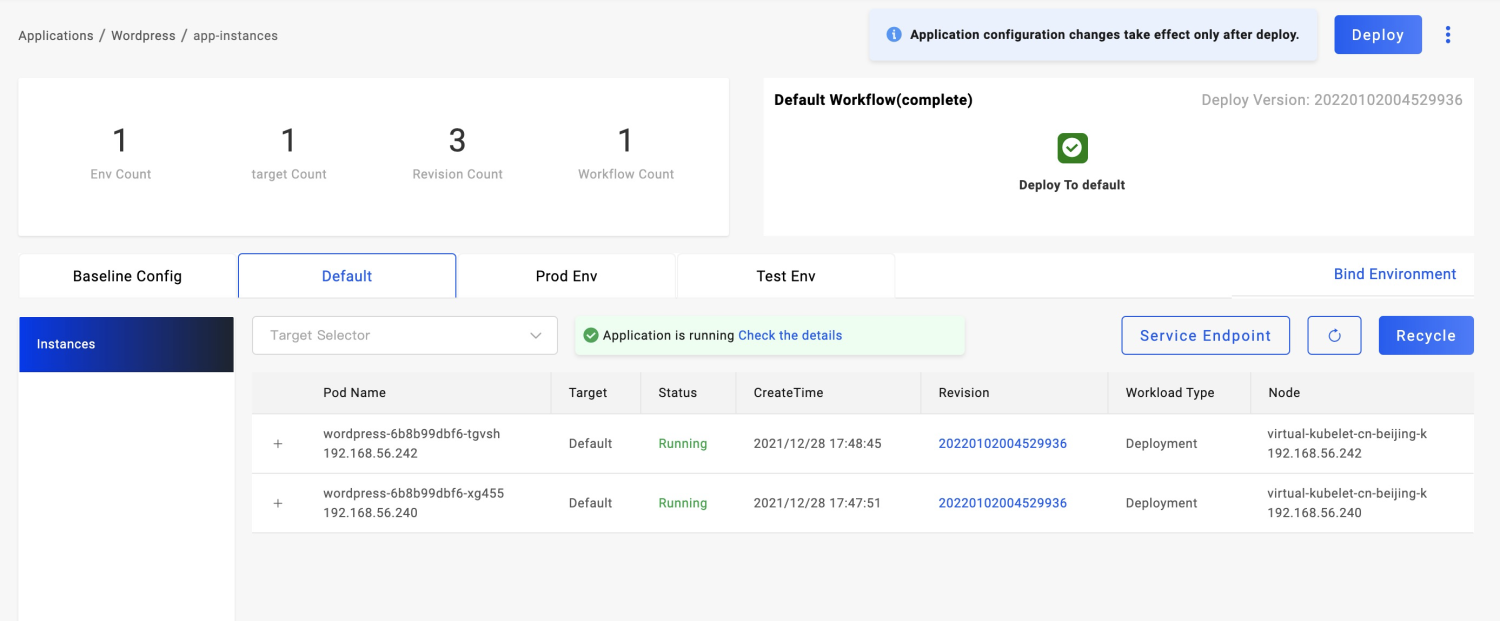 Applications / Wordpress / app-instances
Application configuration changes take effect only after deploy.
Deploy
1
Env Count
1
target Count
3
Revision Count
1
Workflow Count
Default Workflow(complete)
Deploy Version: 20220102004529936
Deploy To default
Baseline Config
Default
Prod Env
Test Env
Bind Environment
Instances
Target Selector
Application is running Check the details
Service Endpoint
Recycle
Pod Name Target Status CreateTime Revision Workload Type Node
wordpress-6b8b99dbf6-tgvsh
192.168.56.242
Default Running 2021/12/28 17:48:45 20220102004529936 Deployment
virtual-kubelet-cn-beijing-k
192.168.56.242
wordpress-6b8b99dbf6-xg455
192.168.56.240
Default Running 2021/12/28 17:47:51 20220102004529936 Deployment
virtual-kubelet-cn-beijing-k
192.168.56.240